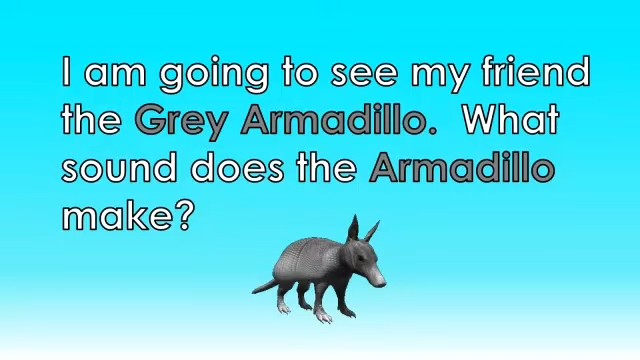 I am going to see my friend
the Grey Armadillo.  What
sound does the Armadillo
make?